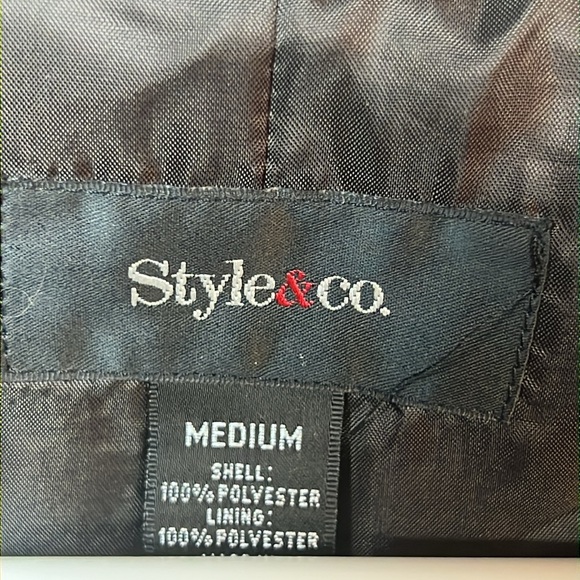 Style&co.
MEDIUM
SHELL:
100% POLYESTER
LINING:
100% POLYESTER